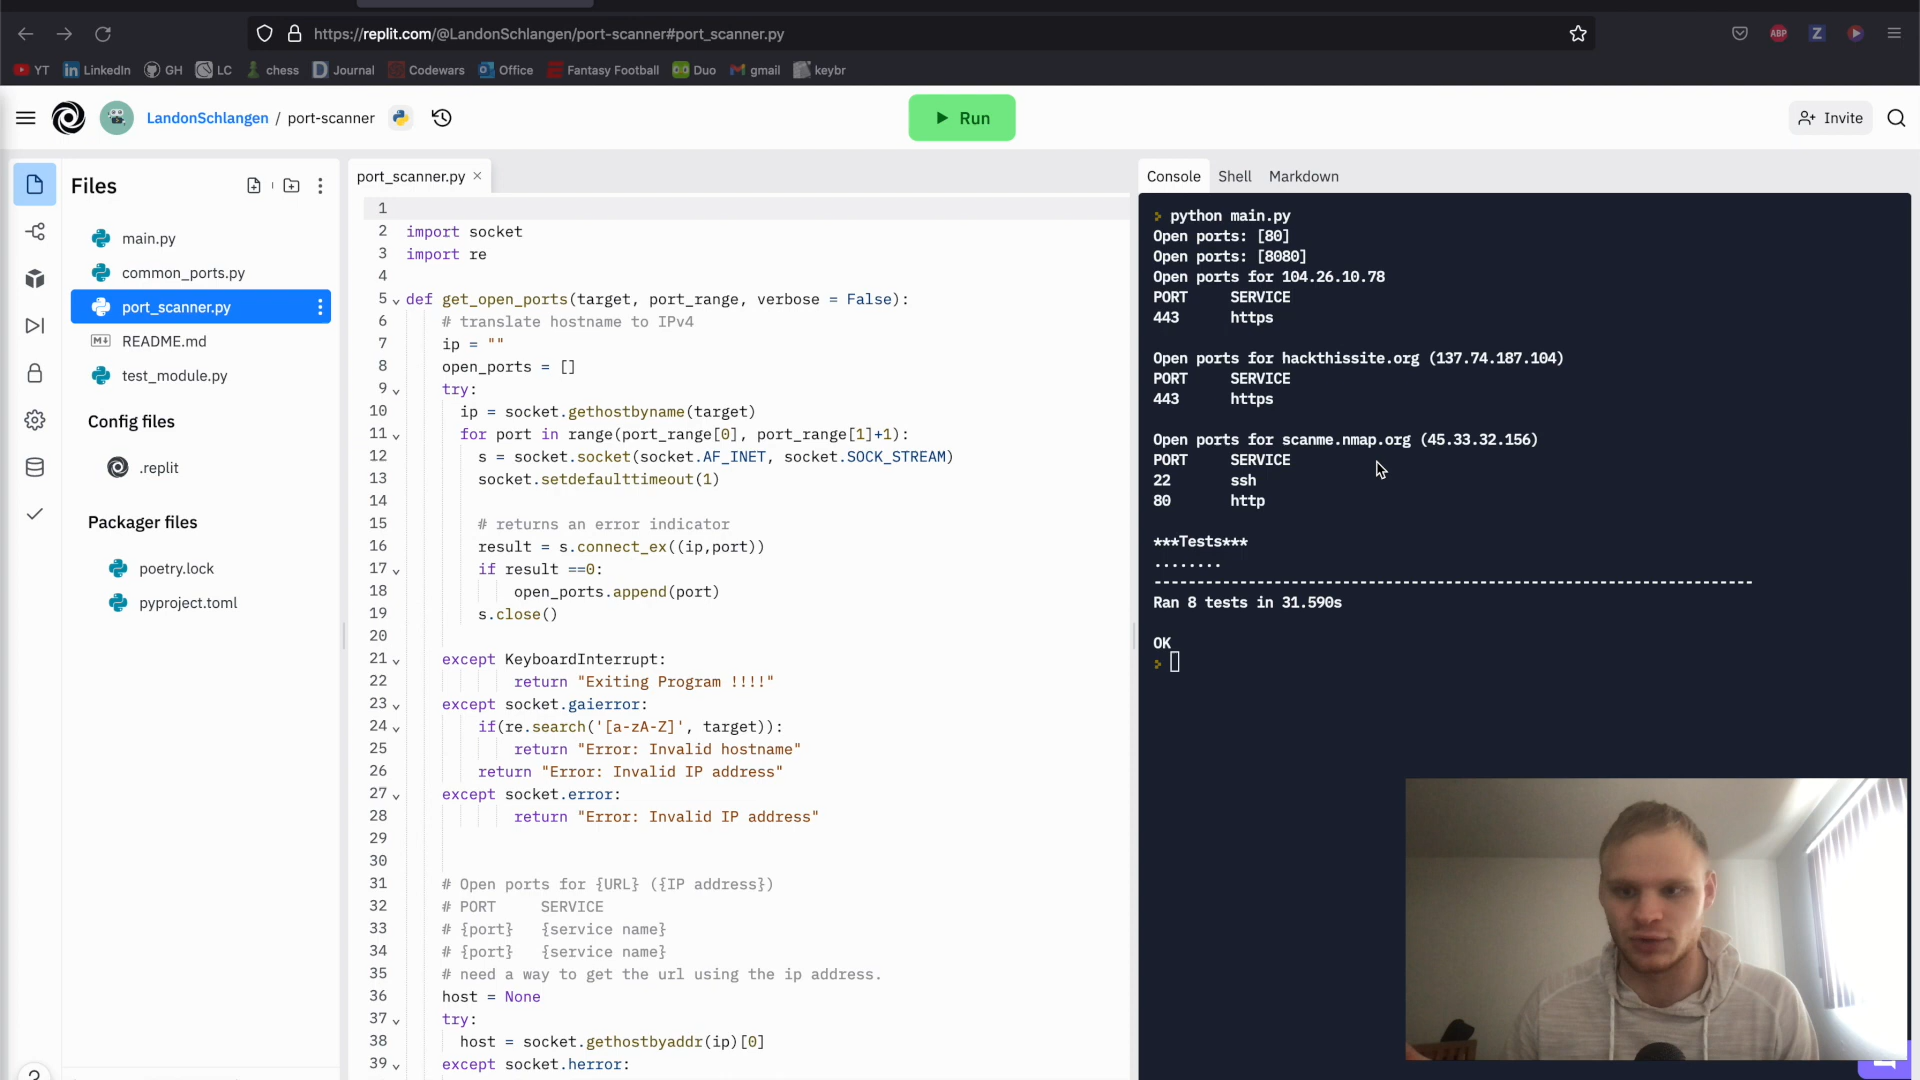 https://replit.com/@LandonSchlangen/port-scanner#port_scanner.py
ABP
Z
YT
LinkedIn
GH
LC
chess
Journal
Codewars
Office
Fantasy Football
Duo
gmail
keybr
LandonSchlangen / port-scanner
Run
Invite
Files
main.py
common_ports.py
port_scanner.py
README.md
test_module.py
Config files
.replit
Packager files
poetry.lock
pyproject.toml
port_scanner.py
1
2 import socket
3 import re
4
5 def get_open_ports(target, port_range, verbose = False):
6 # translate hostname to IPv4
7 ip = ""
8 open_ports = []
9 try:
10 ip = socket.gethostbyname(target)
11 for port in range(port_range[0], port_range[1]+1):
12 s = socket.socket(socket.AF_INET, socket.SOCK_STREAM)
13 socket.setdefaulttimeout(1)
14
15 # returns an error indicator
16 result = s.connect_ex((ip,port))
17 if result ==0:
18 open_ports.append(port)
19 s.close()
20
21 except KeyboardInterrupt:
22 return "Exiting Program !!!!"
23 except socket.gaierror:
24 if(re.search('[a-zA-Z]', target)):
25 return "Error: Invalid hostname"
26 return "Error: Invalid IP address"
27 except socket.error:
28 return "Error: Invalid IP address"
29
30
31 # Open ports for {URL} ({IP address})
32 # PORT SERVICE
33 # {port} {service name}
34 # {port} {service name}
35 # need a way to get the url using the ip address.
36 host = None
37 try:
38 host = socket.gethostbyaddr(ip)[0]
39 except socket.herror:
Console
Shell
Markdown
python main.py
Open ports: [80]
Open ports: [8080]
Open ports for 104.26.10.78
PORT SERVICE
443 https
Open ports for hackthissite.org (137.74.187.104)
PORT SERVICE
443 https
Open ports for scanme.nmap.org (45.33.32.156)
PORT SERVICE
22 ssh
80 http
***Tests***
........
----------------------------------------------------------------------
Ran 8 tests in 31.590s
OK